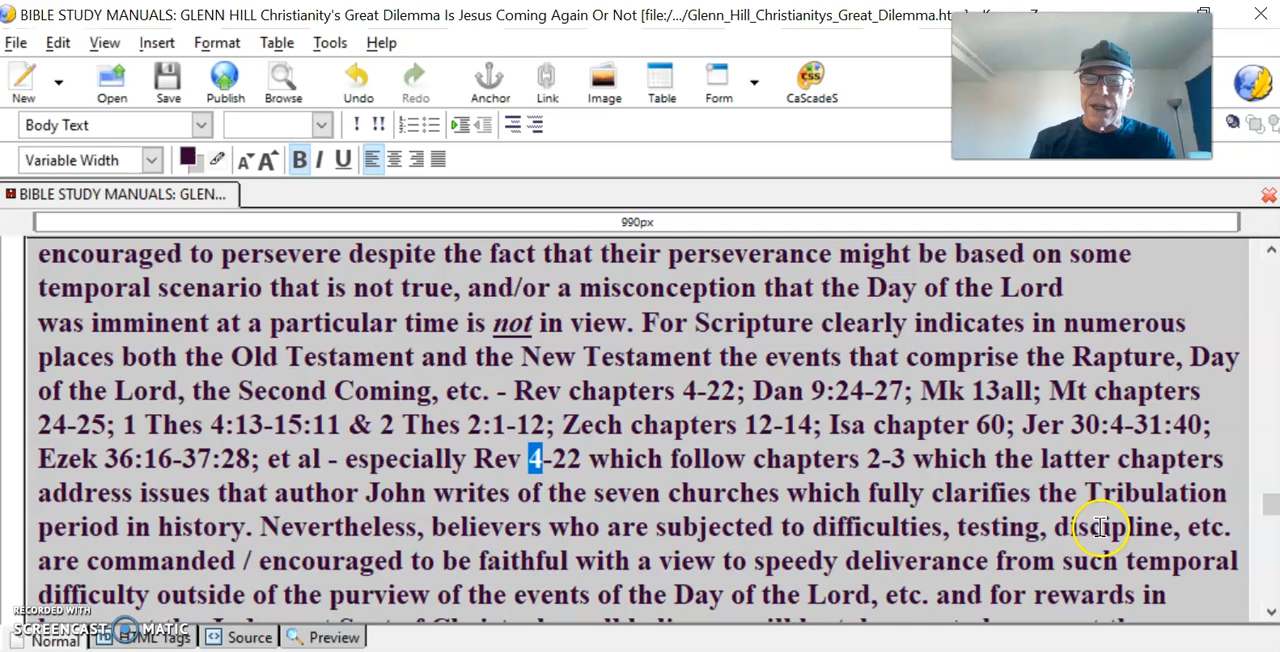 BIBLE STUDY MANUALS: GLENN HILL Christianity's Great Dilemma Is Jesus Coming Again Or Not [file:/.../Glenn_Hill_Christianitys_Great_Dilemma.ht
File Edit View Insert Format Table Tools Help
New Open Save Publish Browse Undo Redo Anchor Link Image Table Form CaScadeS
Body Text
Variable Width
BIBLE STUDY MANUALS: GLEN...
990px
encouraged to persevere despite the fact that their perseverance might be based on some
temporal scenario that is not true, and/or a misconception that the Day of the Lord
was imminent at a particular time is not in view. For Scripture clearly indicates in numerous
places both the Old Testament and the New Testament the events that comprise the Rapture, Day
of the Lord, the Second Coming, etc. - Rev chapters 4-22; Dan 9:24-27; Mk 13all; Mt chapters
24-25; 1 Thes 4:13-15:11 & 2 Thes 2:1-12; Zech chapters 12-14; Isa chapter 60; Jer 30:4-31:40;
Ezek 36:16-37:28; et al - especially Rev 4-22 which follow chapters 2-3 which the latter chapters
address issues that author John writes of the seven churches which fully clarifies the Tribulation
period in history. Nevertheless, believers who are subjected to difficulties, testing, discipline, etc.
are commanded / encouraged to be faithful with a view to speedy deliverance from such temporal
difficulty outside of the purview of the events of the Day of the Lord, etc. and for rewards in
RECORDED WITH
SCREENCAST MATIC
Normal HTML Tags Source Preview